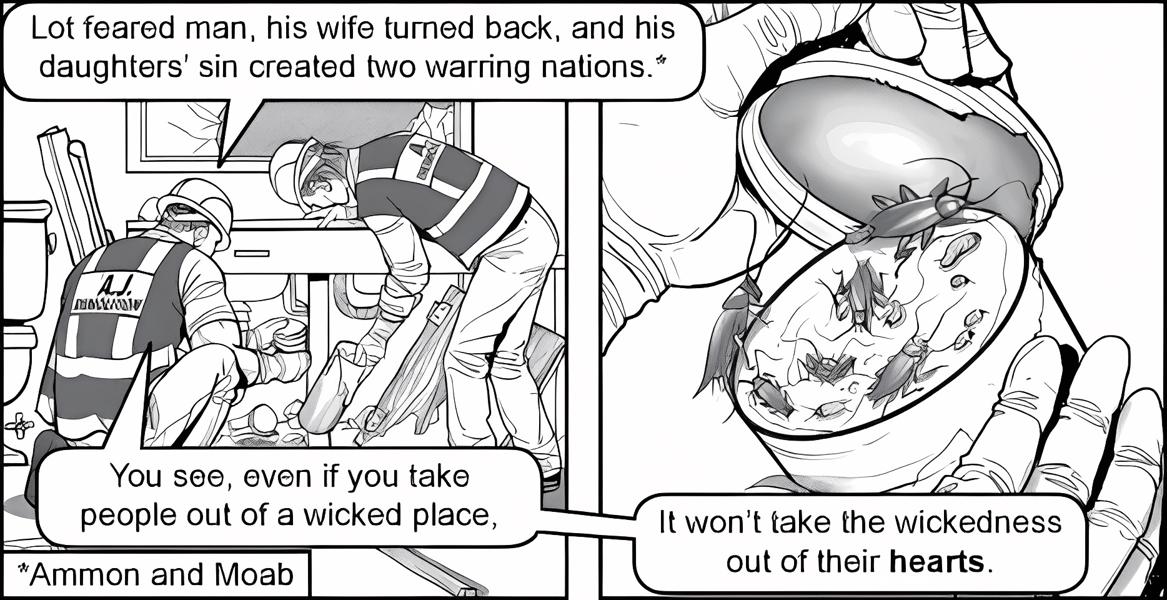 Lot feared man, his wife turned back, and his
daughters' sin created two warring nations.*
A.J.
You see, even if you take
people out of a wicked place,
It won't take the wickedness
out of their hearts.
*Ammon and Moab